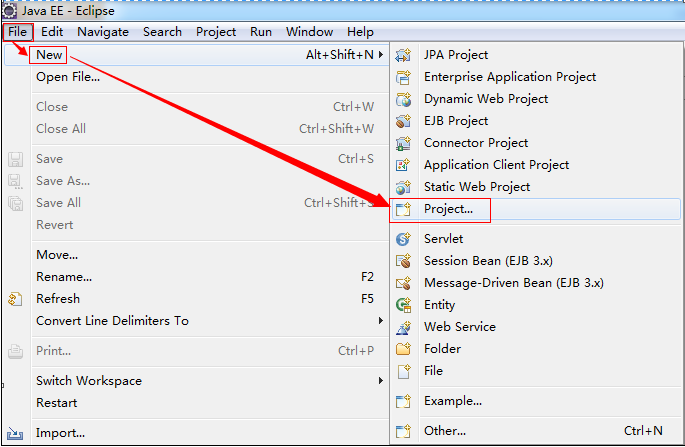 Java EE - Eclipse
File Edit Navigate Search Project Run Window Help
New Alt+Shift+N
Open File...
Close Ctrl+W
Close All Ctrl+Shift+W
Save Ctrl+S
Save As...
Save All Ctrl+Shift+S
Revert
Move...
Rename... F2
Refresh F5
Convert Line Delimiters To
Print... Ctrl+P
Switch Workspace
Restart
Import...
JPA Project
Enterprise Application Project
Dynamic Web Project
EJB Project
Connector Project
Application Client Project
Static Web Project
Project...
Servlet
Session Bean (EJB 3.x)
Message-Driven Bean (EJB 3.x)
Entity
Web Service
Folder
File
Example...
Other... Ctrl+N